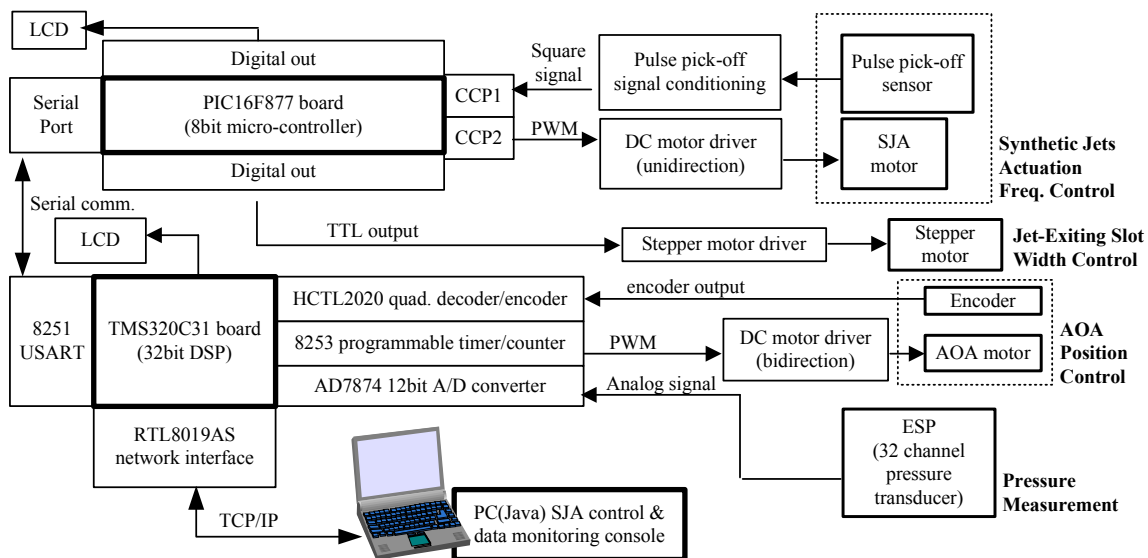 LCD
Digital out
Serial
Port
PIC16F877 board
(8bit micro-controller)
CCP1
CCP2
Digital out
Square
signal
PWM
Pulse pick-off
signal conditioning
DC motor driver
(unidirection)
Pulse pick-off
sensor
SJA
motor
Synthetic Jets
Actuation
Freq. Control
Serial comm.
LCD
TTL output
Stepper motor driver
Stepper
motor
Jet-Exiting Slot
Width Control
8251
USART
TMS320C31 board
(32bit DSP)
HCTL2020 quad. decoder/encoder
8253 programmable timer/counter
AD7874 12bit A/D converter
encoder output
PWM
Analog signal
DC motor driver
(bidirection)
Encoder
AOA motor
AOA
Position
Control
RTL8019AS
network interface
ESP
(32 channel
pressure
transducer)
Pressure
Measurement
TCP/IP
PC(Java) SJA control &
data monitoring console